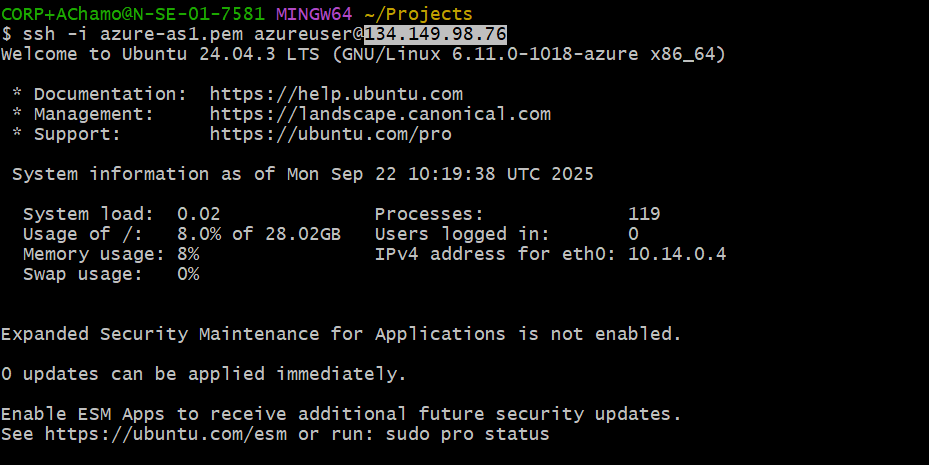 CORP+AChamo@N-SE-01-7581 MINGW64 ~/Projects
$ ssh -i azure-as1.pem azureuser@134.149.98.76
Welcome to Ubuntu 24.04.3 LTS (GNU/Linux 6.11.0-1018-azure x86_64)
* Documentation: https://help.ubuntu.com
* Management: https://landscape.canonical.com
* Support: https://ubuntu.com/pro
System information as of Mon Sep 22 10:19:38 UTC 2025
System load: 0.02 Processes: 119
Usage of /: 8.0% of 28.02GB Users logged in: 0
Memory usage: 8% IPv4 address for eth0: 10.14.0.4
Swap usage: 0%
Expanded Security Maintenance for Applications is not enabled.
0 updates can be applied immediately.
Enable ESM Apps to receive additional future security updates.
See https://ubuntu.com/esm or run: sudo pro status